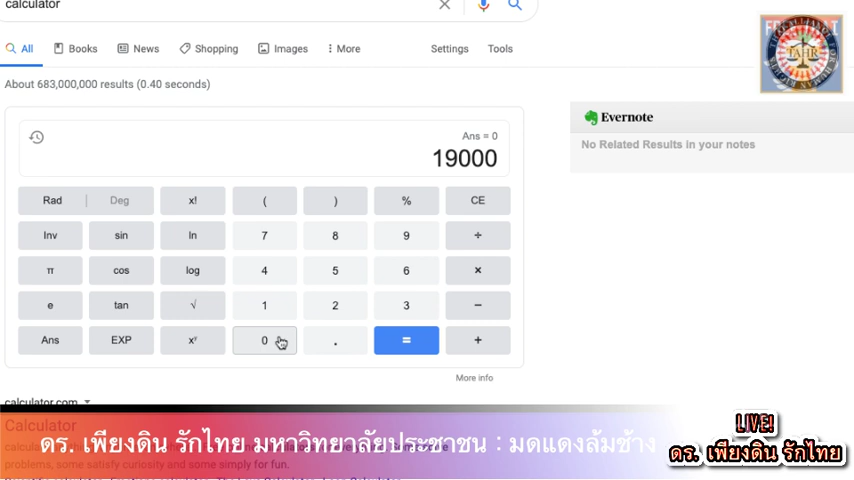 calculator
All
Books
News
Shopping
Images
More
Settings
Tools
About 683,000,000 results (0.40 seconds)
TAHR
Evernote
No Related Results in your notes
Ans = 0
19000
Rad | Deg x! ( ) % CE
Inv sin ln 7 8 9 ÷
π cos log 4 5 6 ×
e tan √ 1 2 3 −
Ans EXP xʸ 0 . = +
More info
calculator.com
Calculator
ดร. เพียงดิน รักไทย มหาวิทยาลัยประชาชน : มดแดงล้มช้าง
LIVE!
ดร. เพียงดิน รักไทย
problems, some satisfy curiosity and some simply for fun.